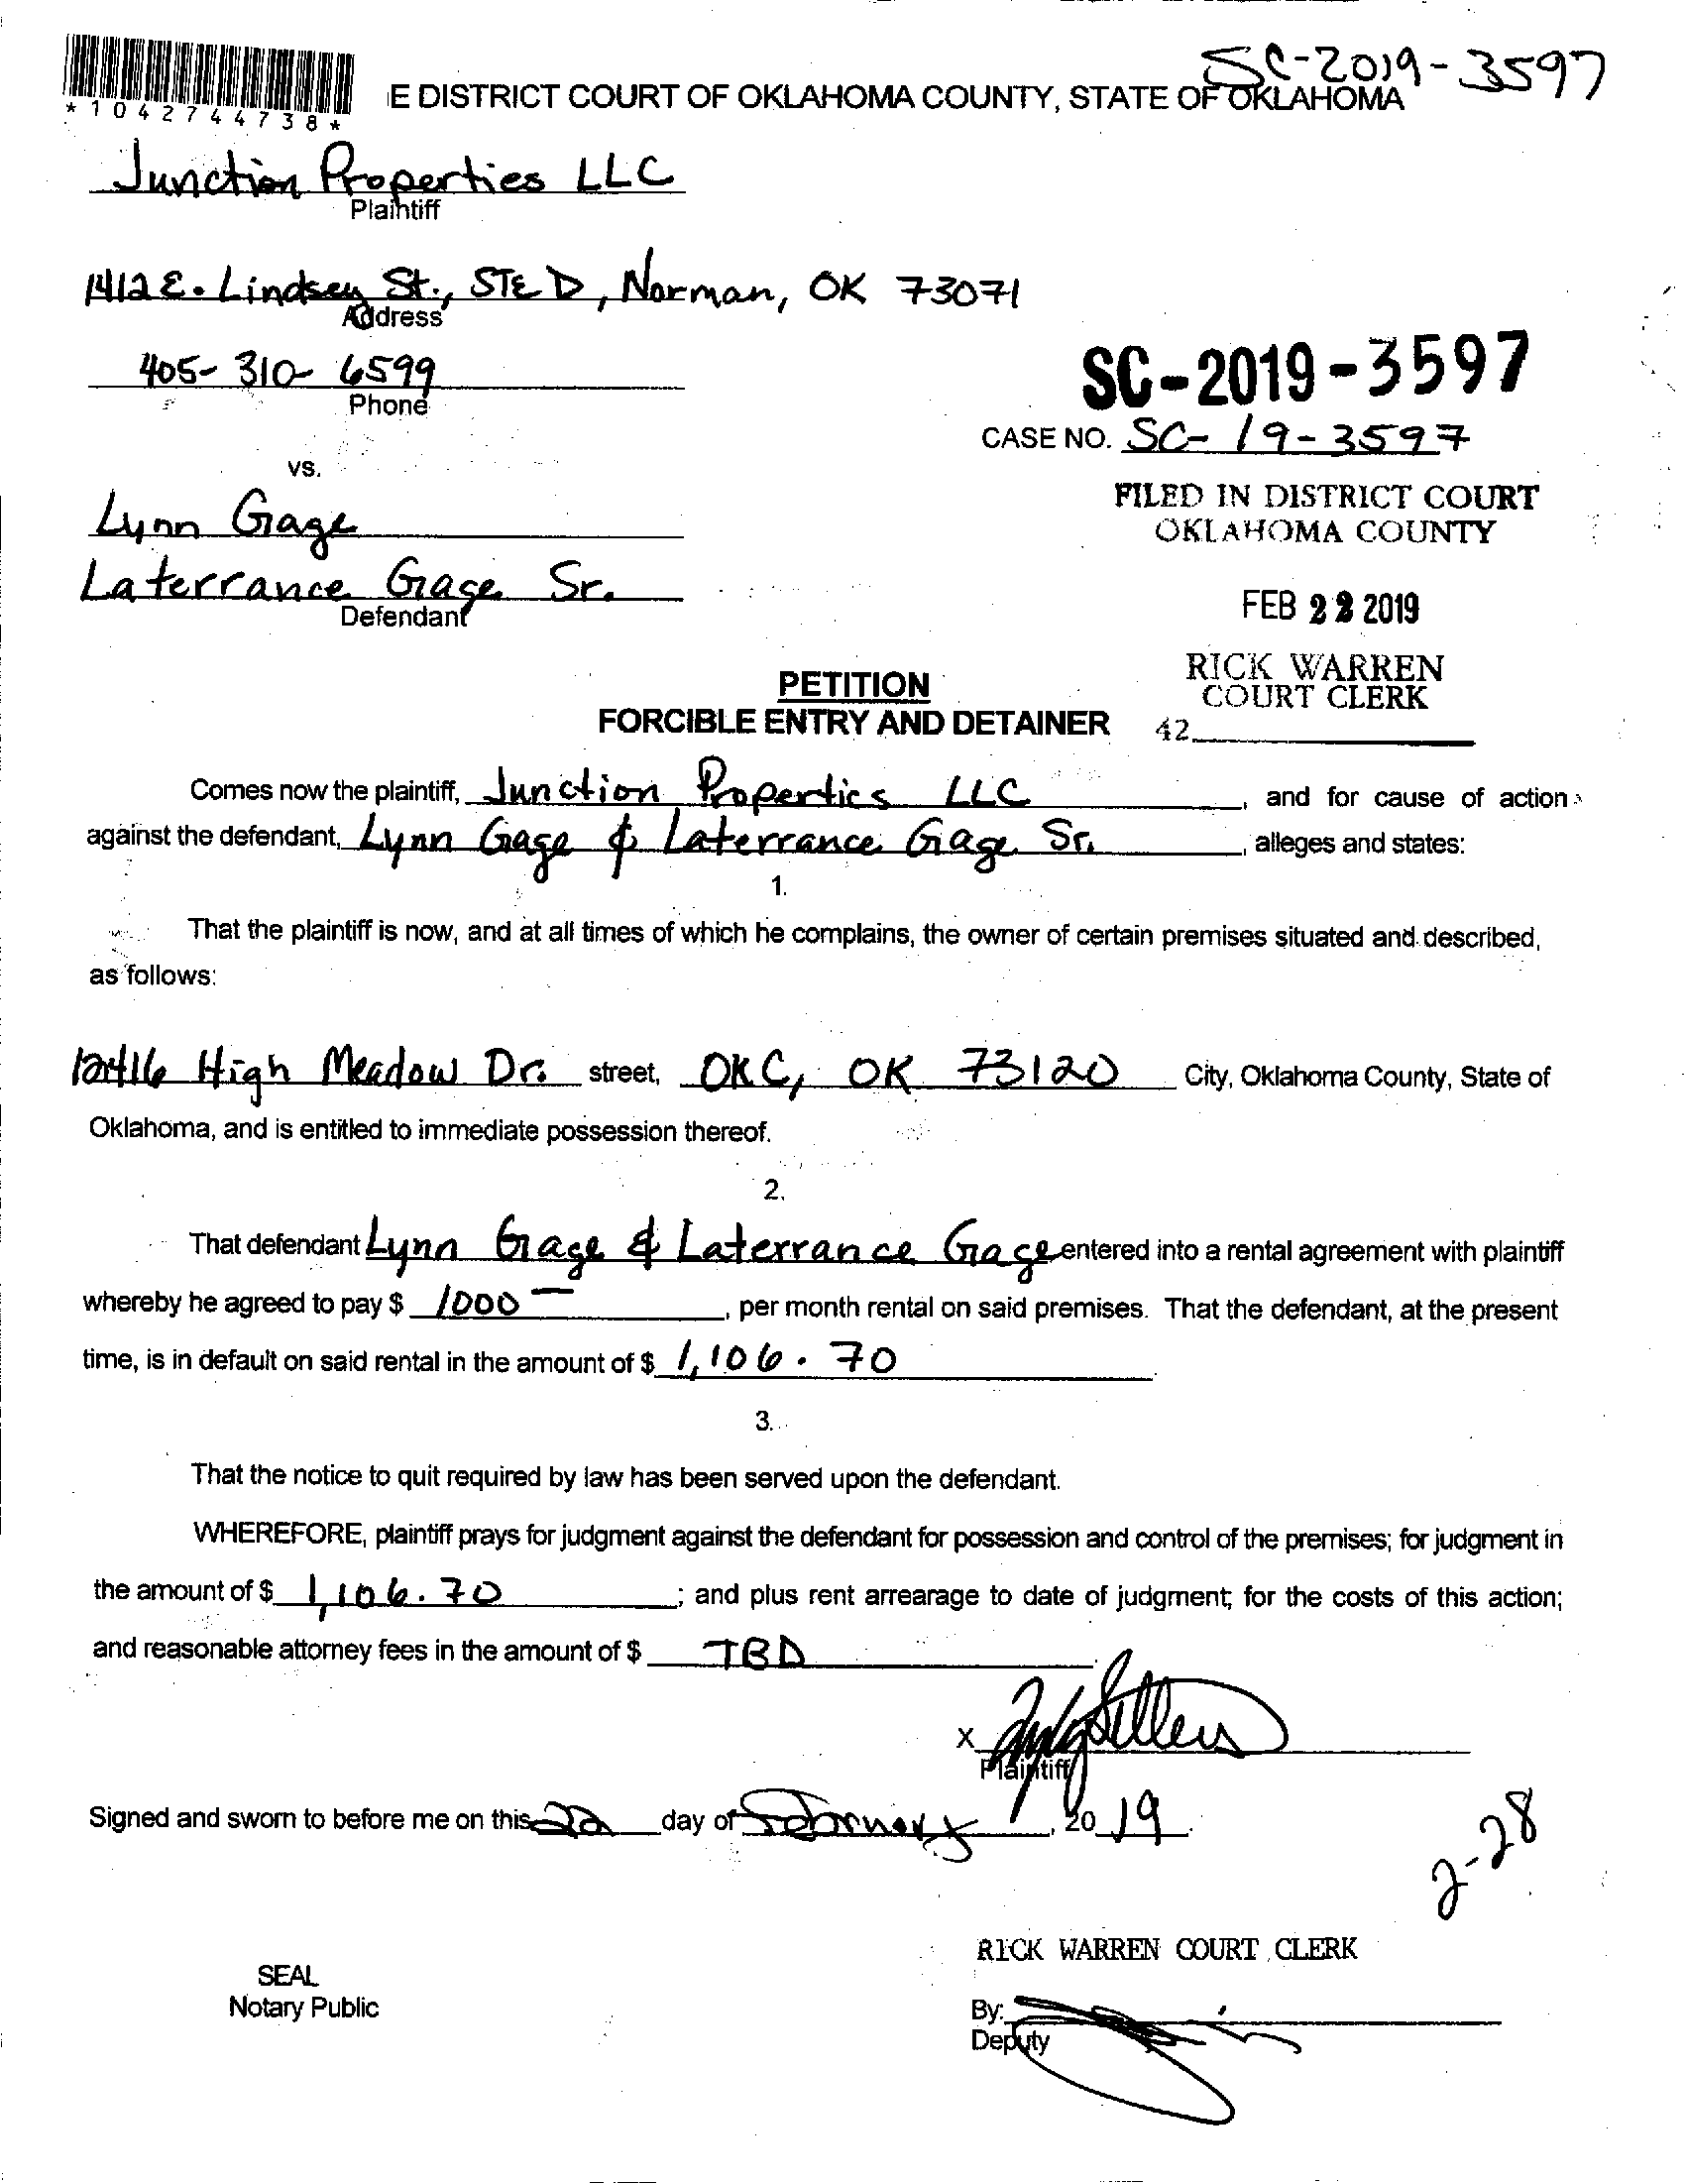 SC-2019-3597
*1042744738*
E DISTRICT COURT OF OKLAHOMA COUNTY, STATE OF OKLAHOMA
Junction Properties LLC
Plaintiff
1412 E. Lindsey St., STE D, Norman, OK 73071
Address
405-310-6599
Phone
SC-2019-3597
CASE NO. SC-19-3597
vs.
FILED IN DISTRICT COURT
OKLAHOMA COUNTY
Lynn Gage
Laterrance Gage Sr.
Defendant
FEB 22 2019
RICK WARREN
COURT CLERK
42
PETITION
FORCIBLE ENTRY AND DETAINER
Comes now the plaintiff, Junction Properties LLC, and for cause of action
against the defendant, Lynn Gage & Laterrance Gage Sr., alleges and states:
1.
That the plaintiff is now, and at all times of which he complains, the owner of certain premises situated and described,
as follows:
12416 High Meadow Dr. street, OKC, OK 73120 City, Oklahoma County, State of
Oklahoma, and is entitled to immediate possession thereof.
2.
That defendant Lynn Gage & Laterrance Gage entered into a rental agreement with plaintiff
whereby he agreed to pay $ 1000—, per month rental on said premises. That the defendant, at the present
time, is in default on said rental in the amount of $ 1,106.70.
3.
That the notice to quit required by law has been served upon the defendant.
WHEREFORE, plaintiff prays for judgment against the defendant for possession and control of the premises; for judgment in
the amount of $ 1,106.70; and plus rent arrearage to date of judgment; for the costs of this action;
and reasonable attorney fees in the amount of $ TBD.
X
Plaintiff
Signed and sworn to before me on this 22 day of February, 2019.
2-28
RICK WARREN COURT CLERK
SEAL
Notary Public
By:
Deputy